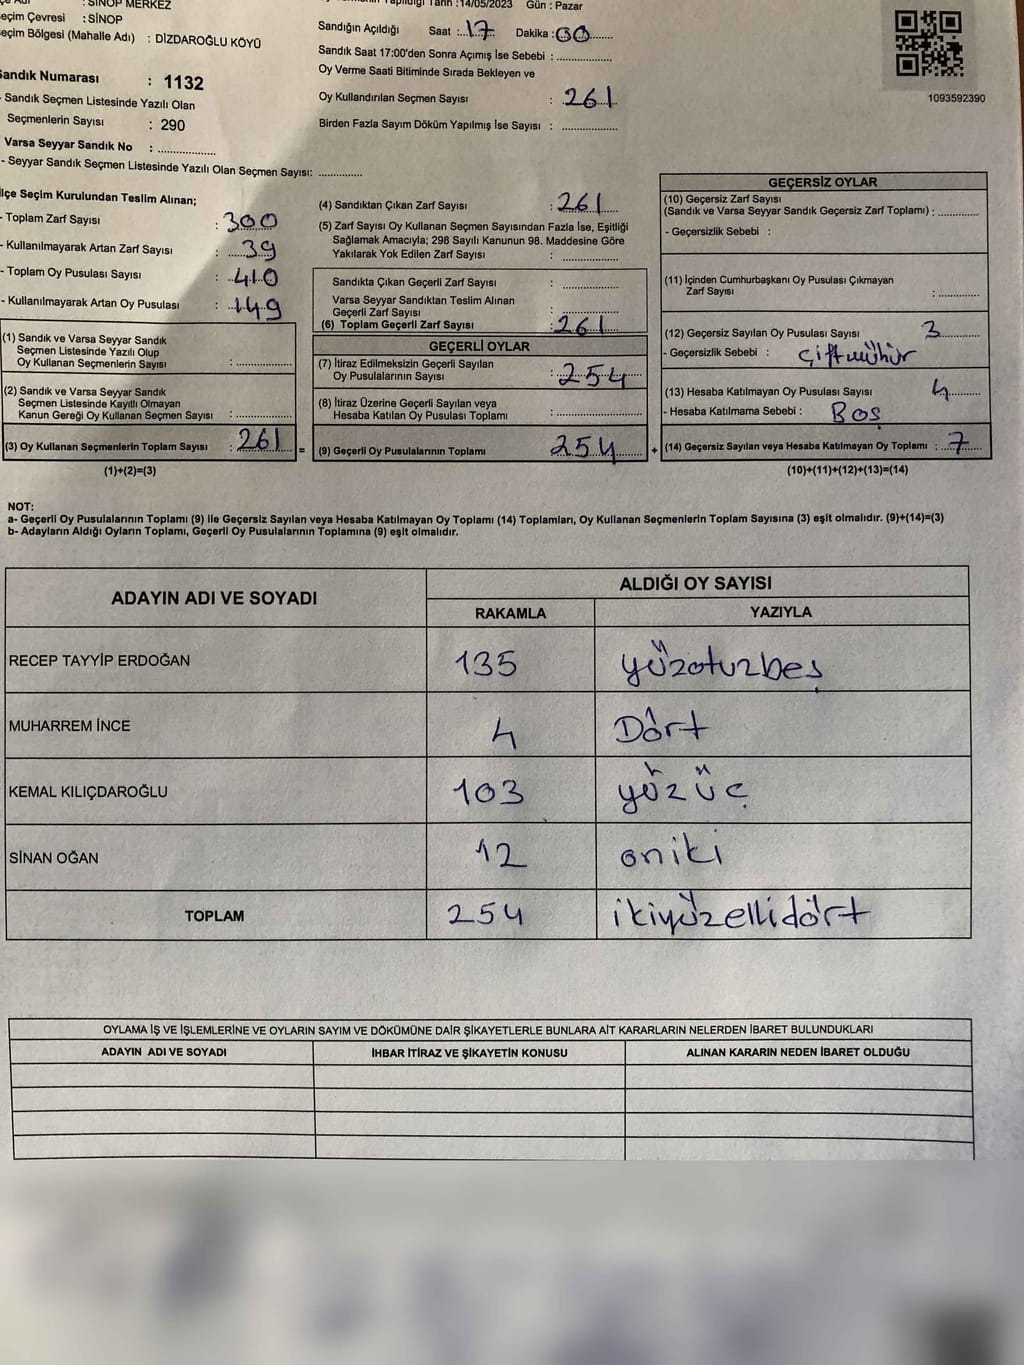 : SİNOP MERKEZ
eçim Çevresi : SİNOP
eçim Bölgesi (Mahalle Adı) : DİZDAROĞLU KÖYÜ
andık Numarası : 1132
- Sandık Seçmen Listesinde Yazılı Olan
Seçmenlerin Sayısı : 290
Varsa Seyyar Sandık No : ..............
- Seyyar Sandık Seçmen Listesinde Yazılı Olan Seçmen Sayısı: ............
Tarih :14/05/2023 Gün : Pazar
Sandığın Açıldığı Saat :..17 Dakika :00......
Sandık Saat 17:00'den Sonra Açımış İse Sebebi : ..............
Oy Verme Saati Bitiminde Sırada Bekleyen ve
Oy Kullandırılan Seçmen Sayısı : 261
Birden Fazla Sayım Döküm Yapılmış İse Sayısı : ..............
1093592390
lçe Seçim Kurulundan Teslim Alınan;
- Toplam Zarf Sayısı : 300
- Kullanılmayarak Artan Zarf Sayısı : 39
- Toplam Oy Pusulası Sayısı : 410
- Kullanılmayarak Artan Oy Pusulası : 149
(1) Sandık ve Varsa Seyyar Sandık
Seçmen Listesinde Yazılı Olup
Oy Kullanan Seçmenlerin Sayısı : ..............
(2) Sandık ve Varsa Seyyar Sandık
Seçmen Listesinde Kayıtlı Olmayan
Kanun Gereği Oy Kullanan Seçmen Sayısı : ..............
(3) Oy Kullanan Seçmenlerin Toplam Sayısı : 261 =
(1)+(2)=(3)
(4) Sandıktan Çıkan Zarf Sayısı : 261
(5) Zarf Sayısı Oy Kullanan Seçmen Sayısından Fazla İse, Eşitliği
Sağlamak Amacıyla; 298 Sayılı Kanunun 98. Maddesine Göre
Yakılarak Yok Edilen Zarf Sayısı : ..............
Sandıkta Çıkan Geçerli Zarf Sayısı : ..............
Varsa Seyyar Sandıktan Teslim Alınan
Geçerli Zarf Sayısı : ..............
(6) Toplam Geçerli Zarf Sayısı : 261
GEÇERLİ OYLAR
(7) İtiraz Edilmeksizin Geçerli Sayılan
Oy Pusulalarının Sayısı : 254
(8) İtiraz Üzerine Geçerli Sayılan veya
Hesaba Katılan Oy Pusulası Toplamı : ..............
(9) Geçerli Oy Pusulalarının Toplamı 254 +
GEÇERSİZ OYLAR
(10) Geçersiz Zarf Sayısı
(Sandık ve Varsa Seyyar Sandık Geçersiz Zarf Toplamı) : ............
- Geçersizlik Sebebi :
(11) İçinden Cumhurbaşkanı Oy Pusulası Çıkmayan
Zarf Sayısı : ............
(12) Geçersiz Sayılan Oy Pusulası Sayısı 3
- Geçersizlik Sebebi : çiftmühür
(13) Hesaba Katılmayan Oy Pusulası Sayısı 4
- Hesaba Katılmama Sebebi : Boş
(14) Geçersiz Sayılan veya Hesaba Katılmayan Oy Toplamı : 7
(10)+(11)+(12)+(13)=(14)
NOT:
a- Geçerli Oy Pusulalarının Toplamı (9) ile Geçersiz Sayılan veya Hesaba Katılmayan Oy Toplamı (14) Toplamları, Oy Kullanan Seçmenlerin Toplam Sayısına (3) eşit olmalıdır. (9)+(14)=(3)
b- Adayların Aldığı Oyların Toplamı, Geçerli Oy Pusulalarının Toplamına (9) eşit olmalıdır.
ADAYIN ADI VE SOYADI ALDIĞI OY SAYISI
RAKAMLA YAZIYLA
RECEP TAYYİP ERDOĞAN 135 yüzotuzbeş
MUHARREM İNCE 4 Dört
KEMAL KILIÇDAROĞLU 103 yüzüç
SİNAN OĞAN 12 oniki
TOPLAM 254 ikiyüzellidört
OYLAMA İŞ VE İŞLEMLERİNE VE OYLARIN SAYIM VE DÖKÜMÜNE DAİR ŞİKAYETLERLE BUNLARA AİT KARARLARIN NELERDEN İBARET BULUNDUKLARI
ADAYIN ADI VE SOYADI İHBAR İTİRAZ VE ŞİKAYETİN KONUSU ALINAN KARARIN NEDEN İBARET OLDUĞU